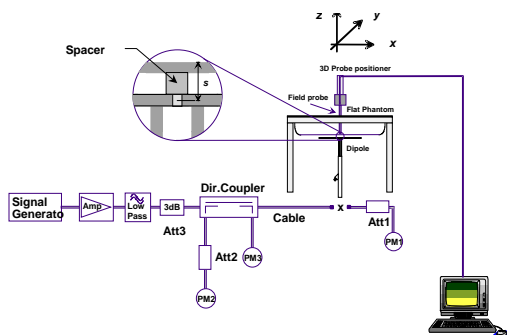 z
y
x
Spacer
s
3D Probe positioner
Field probe
Flat Phantom
Dipole
Signal
Generato
Amp
Low
Pass
3dB
Att3
Dir.Coupler
Cable
x
Att1
PM1
Att2
PM3
PM2